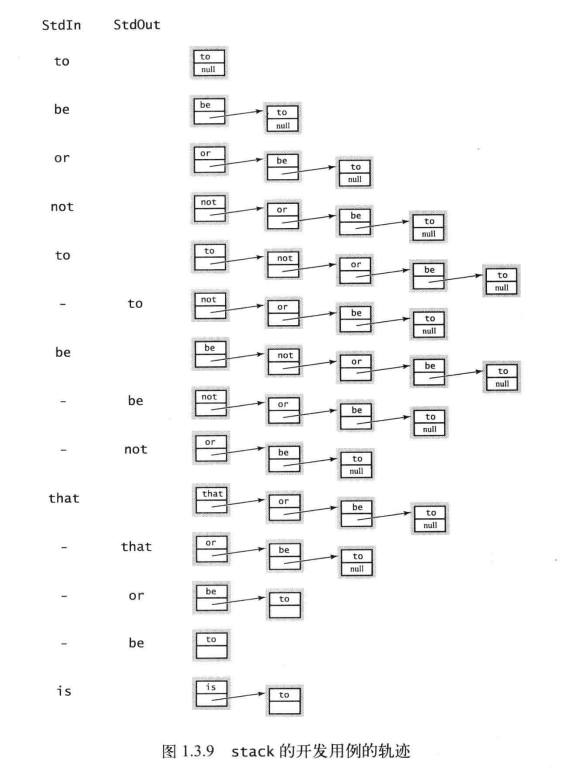 StdIn StdOut
to to
null
be be to
null
or or be to
null
not not or be to
null
to to not or be to
null
- to not or be to
null
be be not or be to
null
- be not or be to
null
- not or be to
null
that that or be to
null
- that or be to
null
- or be to
- be to
is is to
图 1.3.9 stack 的开发用例的轨迹